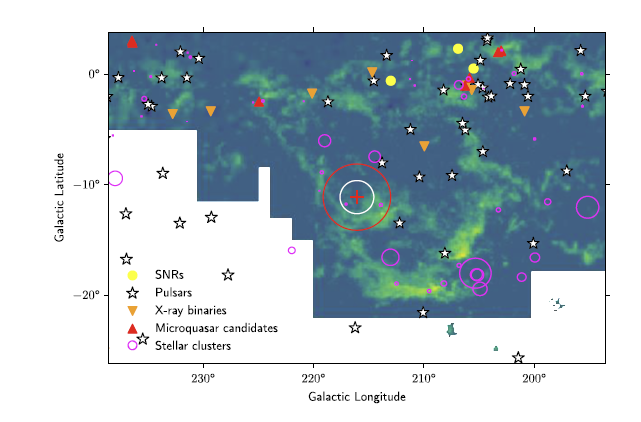 0°
−10°
−20°
Galactic Latitude
SNRs
Pulsars
X-ray binaries
Microquasar candidates
Stellar clusters
230° 220° 210° 200°
Galactic Longitude